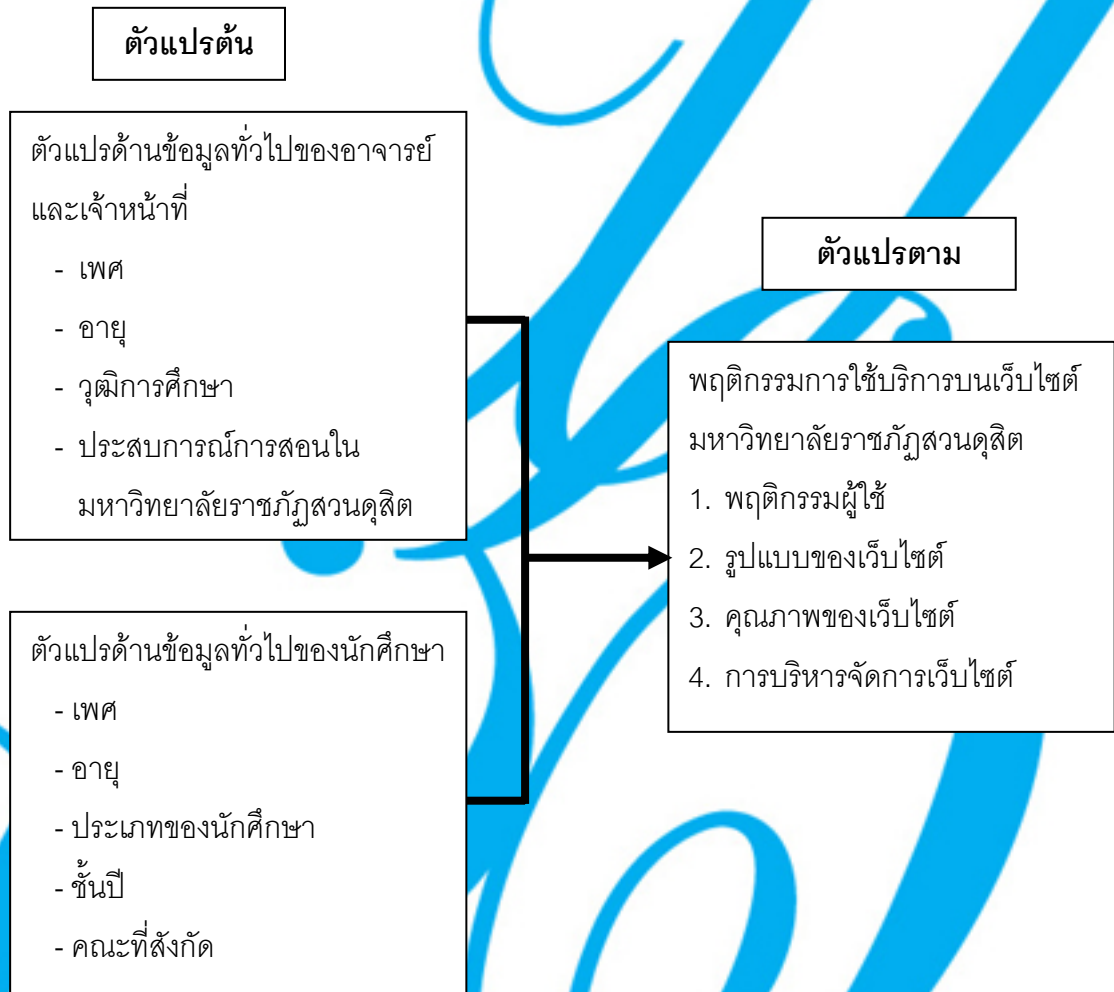 ตัวแปรต้น
ตัวแปรด้านข้อมูลทั่วไปของอาจารย์
และเจ้าหน้าที่
- เพศ
- อายุ
- วุฒิการศึกษา
- ประสบการณ์การสอนใน
มหาวิทยาลัยราชภัฏสวนดุสิต
ตัวแปรด้านข้อมูลทั่วไปของนักศึกษา
- เพศ
- อายุ
- ประเภทของนักศึกษา
- ชั้นปี
- คณะที่สังกัด
ตัวแปรตาม
พฤติกรรมการใช้บริการบนเว็บไซต์
มหาวิทยาลัยราชภัฏสวนดุสิต
1. พฤติกรรมผู้ใช้
2. รูปแบบของเว็บไซต์
3. คุณภาพของเว็บไซต์
4. การบริหารจัดการเว็บไซต์